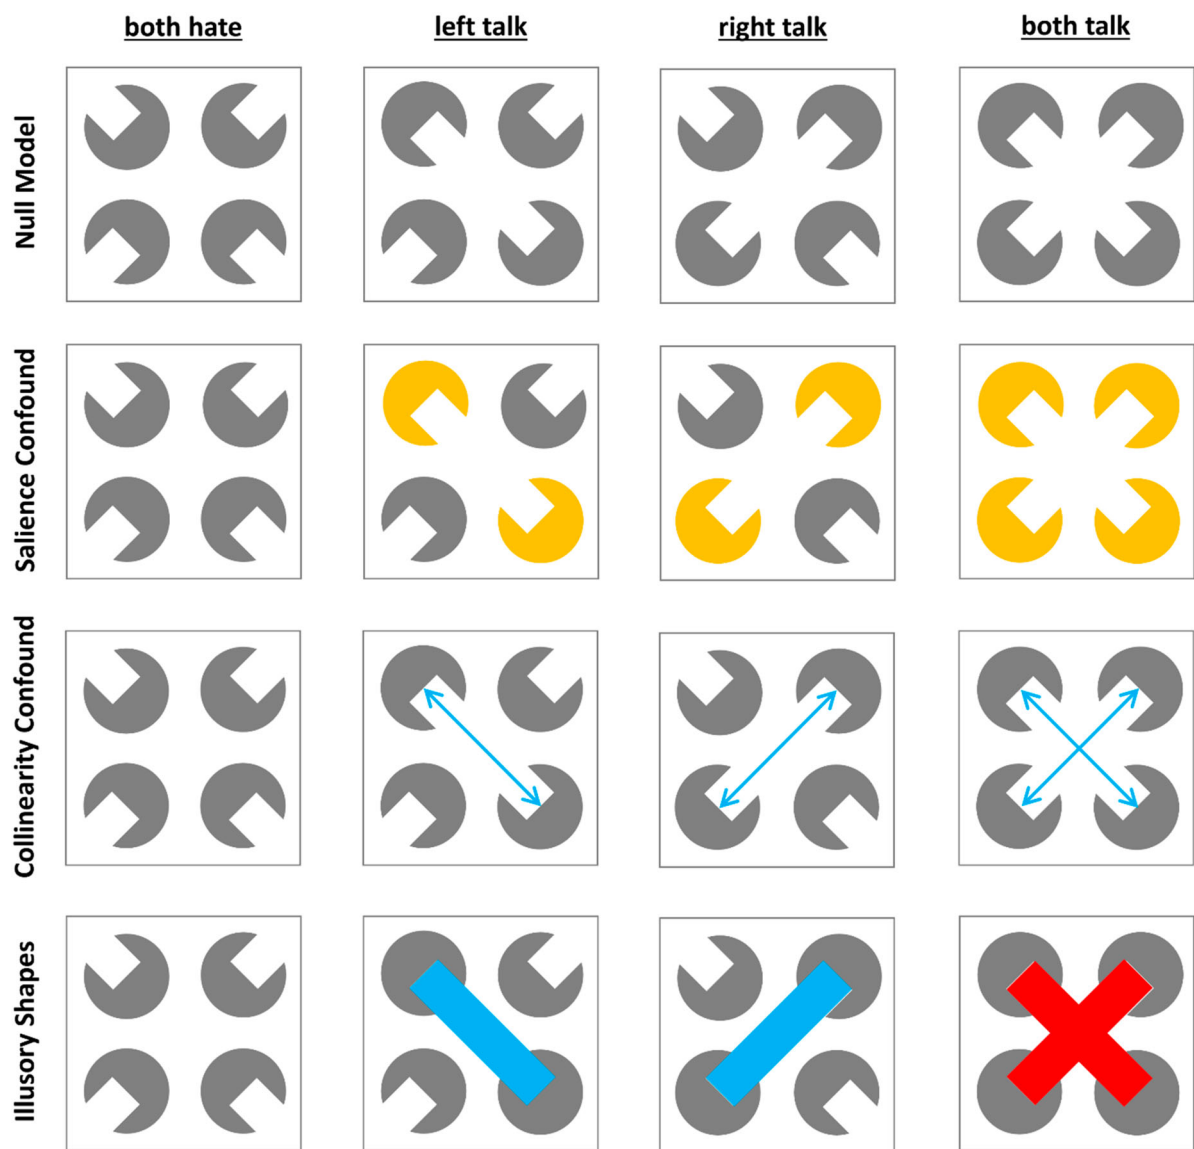 both hate
left talk
right talk
both talk
Null Model
Salience Confound
Collinearity Confound
Illusory Shapes